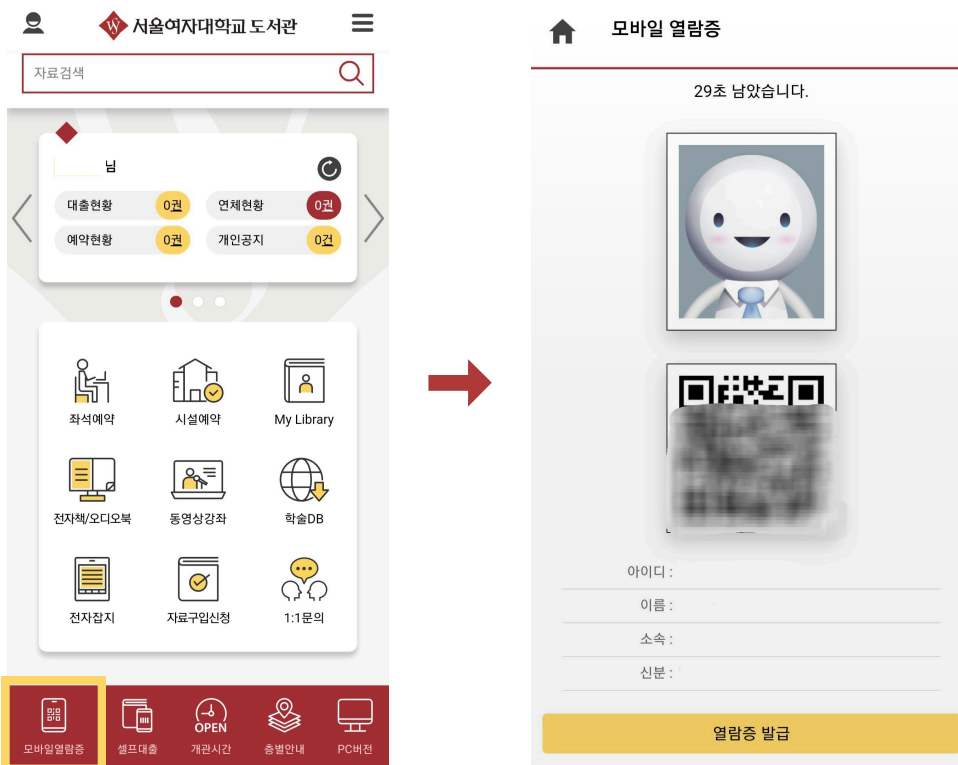 서울여자대학교 도서관
자료검색
님
대출현황 0권 연체현황 0권
예약현황 0권 개인공지 0건
좌석예약 시설예약 My Library
전자책/오디오북 동영상강좌 학술DB
전자잡지 자료구입신청 1:1문의
OPEN
모바일열람증 셀프대출 개관시간 층별안내 PC버전
모바일 열람증
29초 남았습니다.
아이디 :
이름 :
소속 :
신분 :
열람증 발급